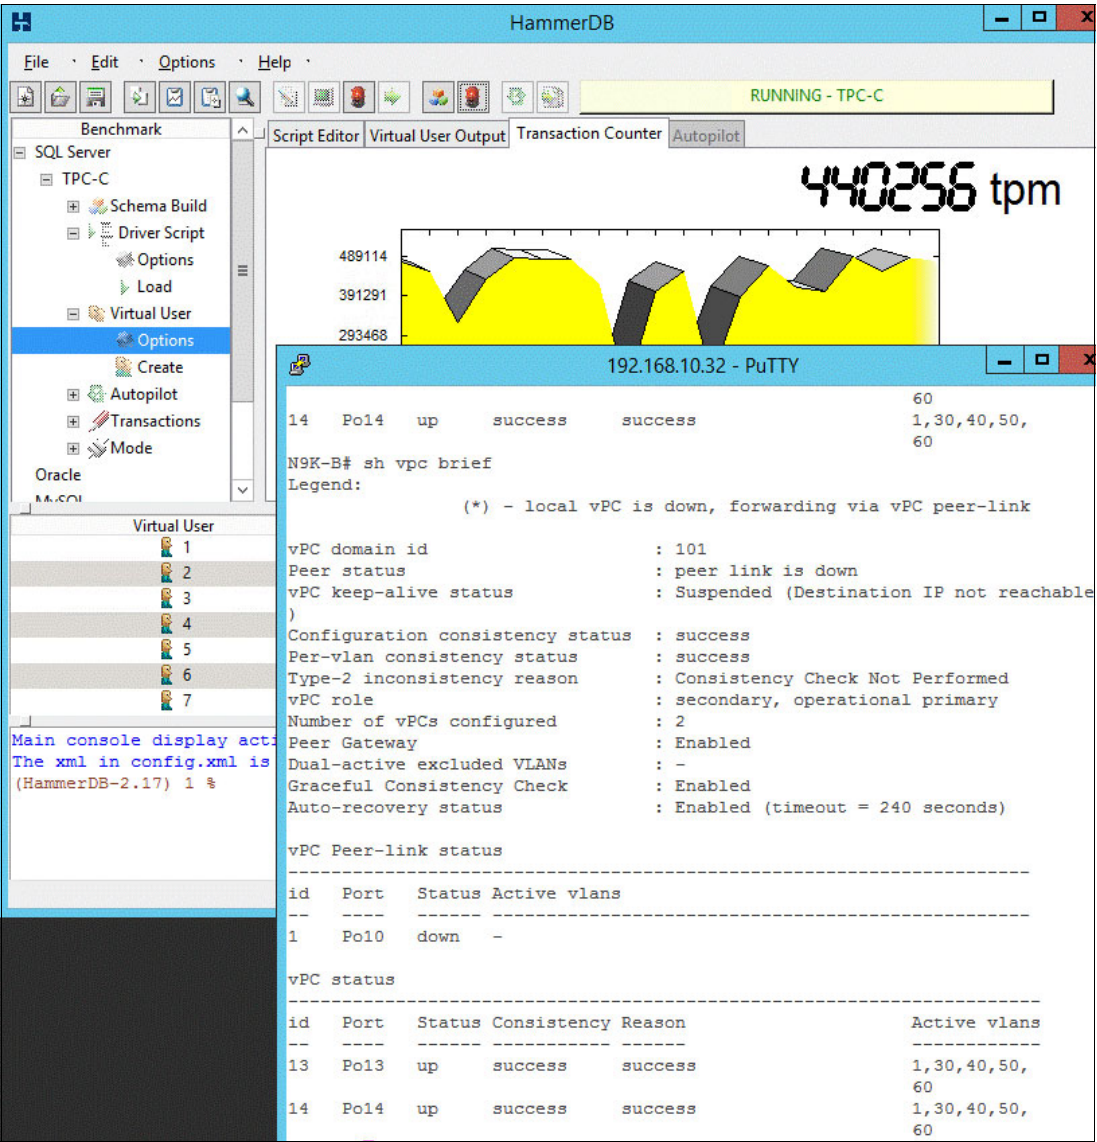 HammerDB
File Edit Options Help
RUNNING - TPC-C
Benchmark
Script Editor Virtual User Output Transaction Counter Autopilot
SQL Server
TPC-C
Schema Build
Driver Script
Options
Load
Virtual User
Options
Create
Autopilot
Transactions
Mode
Oracle
MySQL
440256 tpm
489114
391291
293468
Virtual User
1
2
3
4
5
6
7
Main console display acti
The xml in config.xml is
(HammerDB-2.17) 1 %
192.168.10.32 - PuTTY
60
14 Po14 up success success 1,30,40,50,
60
N9K-B# sh vpc brief
Legend:
(*) - local vPC is down, forwarding via vPC peer-link
vPC domain id : 101
Peer status : peer link is down
vPC keep-alive status : Suspended (Destination IP not reachable
)
Configuration consistency status : success
Per-vlan consistency status : success
Type-2 inconsistency reason : Consistency Check Not Performed
vPC role : secondary, operational primary
Number of vPCs configured : 2
Peer Gateway : Enabled
Dual-active excluded VLANs : -
Graceful Consistency Check : Enabled
Auto-recovery status : Enabled (timeout = 240 seconds)
vPC Peer-link status
---------------------------------------------------------------------
id Port Status Active vlans
-- ---- ------ --------------------------------------------------
1 Po10 down -
vPC status
----------------------------------------------------------------------
id Port Status Consistency Reason Active vlans
-- ---- ------ ----------- ------ ------------
13 Po13 up success success 1,30,40,50,
60
14 Po14 up success success 1,30,40,50,
60